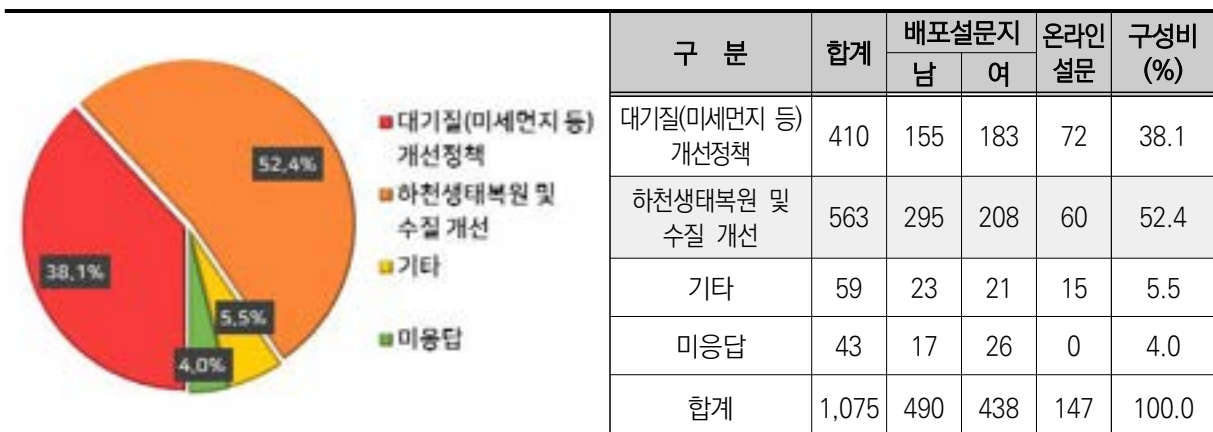 52.4%
38.1%
5.5%
4.0%
대기질(미세먼지 등)
개선정책
하천생태복원 및
수질 개선
기타
미응답
구 분 합계 배포설문지 온라인 설문 구성비 (%)
남 여
대기질(미세먼지 등)
개선정책 410 155 183 72 38.1
하천생태복원 및
수질 개선 563 295 208 60 52.4
기타 59 23 21 15 5.5
미응답 43 17 26 0 4.0
합계 1,075 490 438 147 100.0